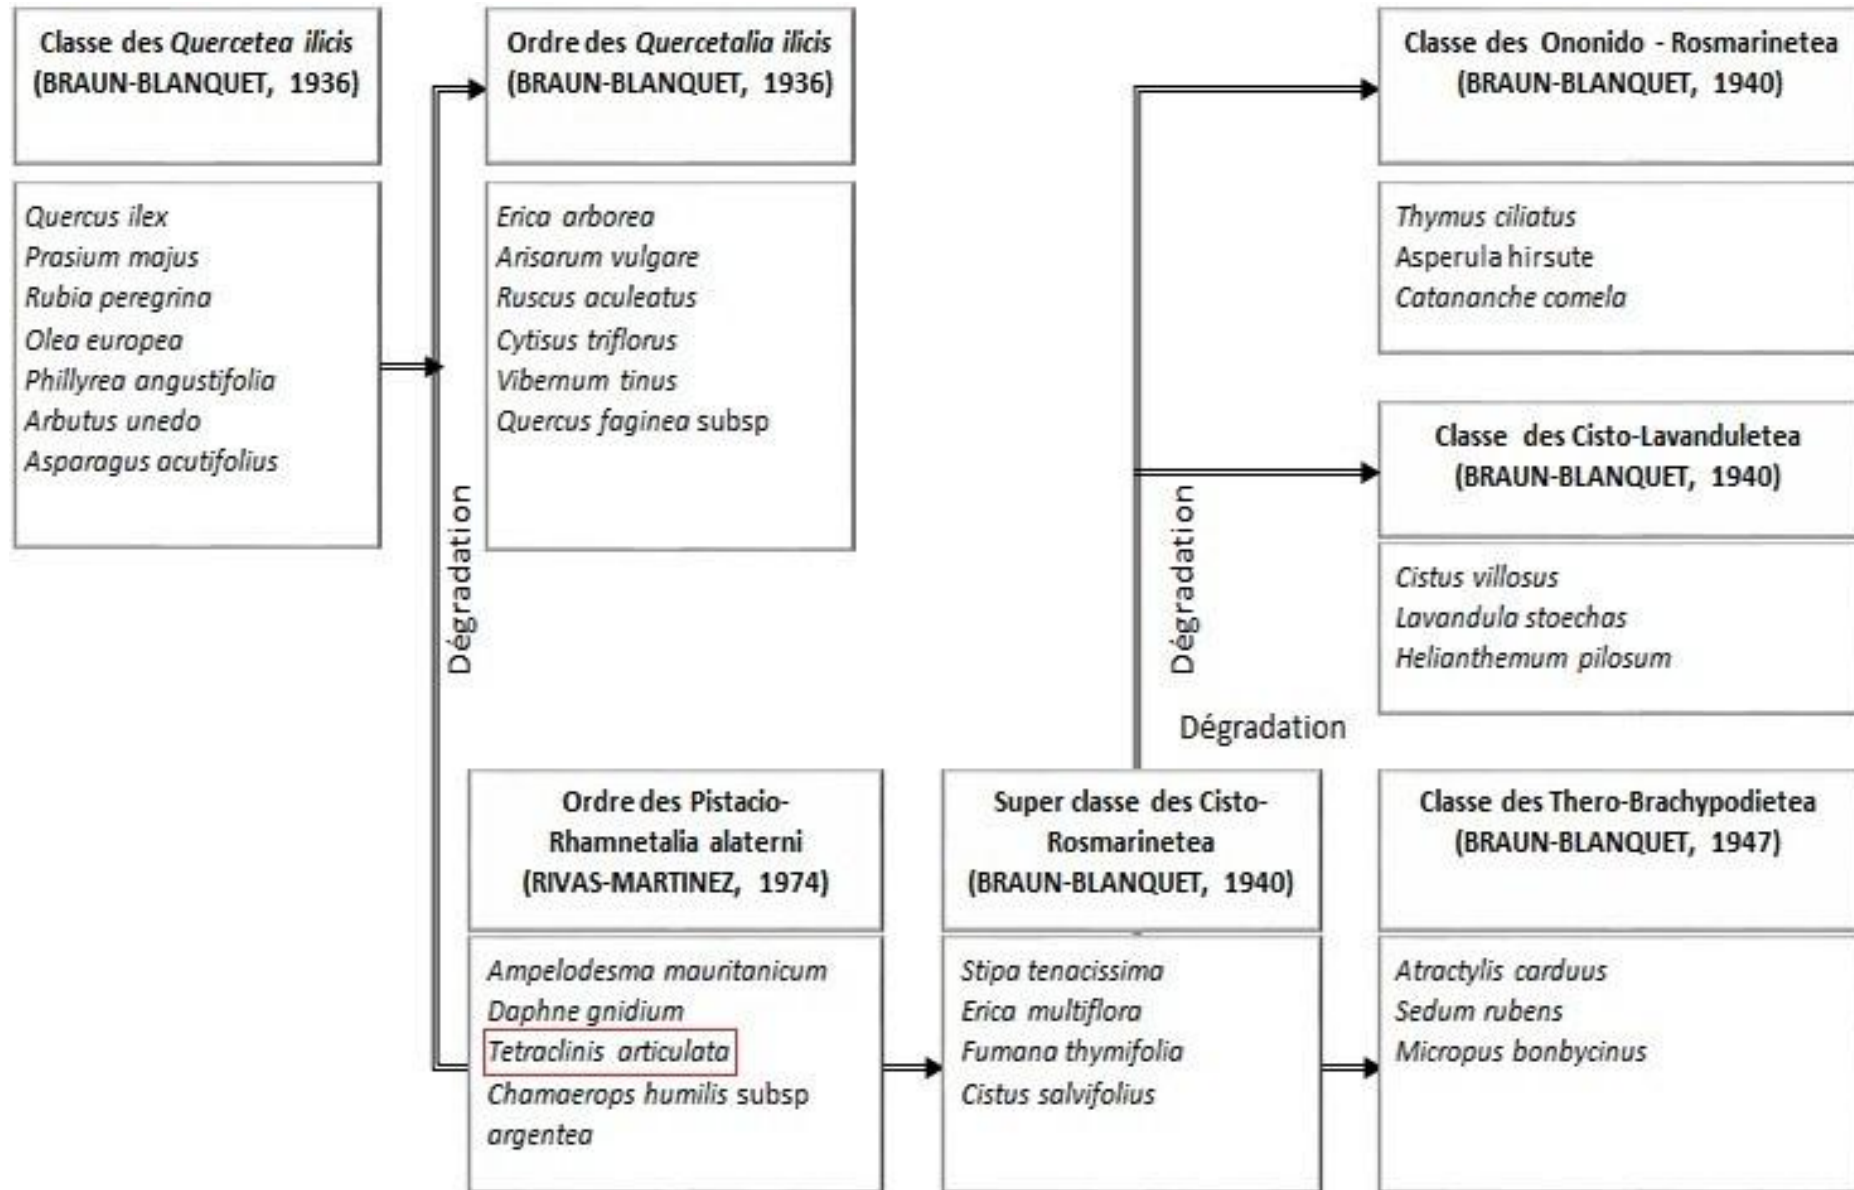 Classe des Quercetea ilicis
(BRAUN-BLANQUET, 1936)
Quercus ilex
Prasium majus
Rubia peregrina
Olea europea
Phillyrea angustifolia
Arbutus unedo
Asparagus acutifolius
Ordre des Quercetalia ilicis
(BRAUN-BLANQUET, 1936)
Erica arborea
Arisarum vulgare
Ruscus aculeatus
Cytisus triflorus
Vibernum tinus
Quercus faginea subsp
Dégradation
Classe des Ononido - Rosmarinetea
(BRAUN-BLANQUET, 1940)
Thymus ciliatus
Asperula hirsute
Catananche comela
Classe des Cisto-Lavanduletea
(BRAUN-BLANQUET, 1940)
Cistus villosus
Lavandula stoechas
Helianthemum pilosum
Dégradation
Dégradation
Ordre des Pistacio-
Rhamnetalia alaterni
(RIVAS-MARTINEZ, 1974)
Ampelodesma mauritanicum
Daphne gnidium
Tetraclinis articulata
Chamaerops humilis subsp
argentea
Super classe des Cisto-
Rosmarinetea
(BRAUN-BLANQUET, 1940)
Stipa tenacissima
Erica multiflora
Fumana thymifolia
Cistus salvifolius
Classe des Thero-Brachypodietea
(BRAUN-BLANQUET, 1947)
Atractylis carduus
Sedum rubens
Micropus bonbycinus